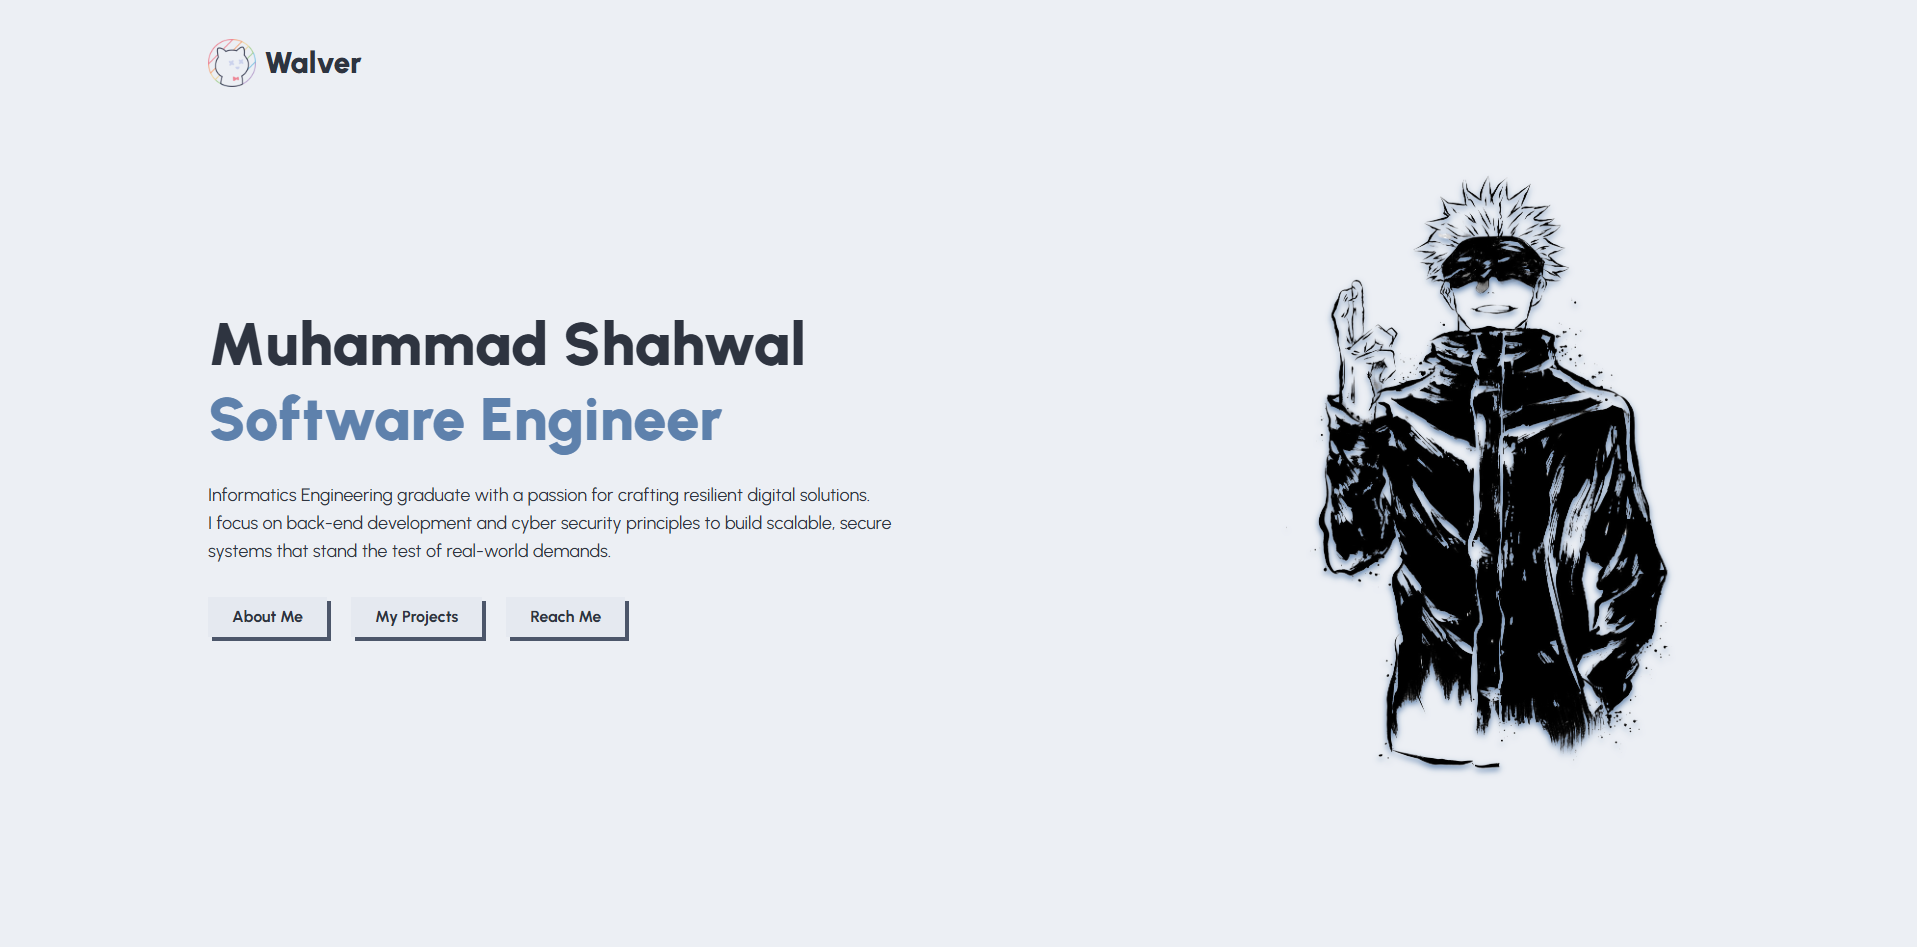 Walver
Muhammad Shahwal
Software Engineer
Informatics Engineering graduate with a passion for crafting resilient digital solutions.
I focus on back-end development and cyber security principles to build scalable, secure
systems that stand the test of real-world demands.
About Me
My Projects
Reach Me